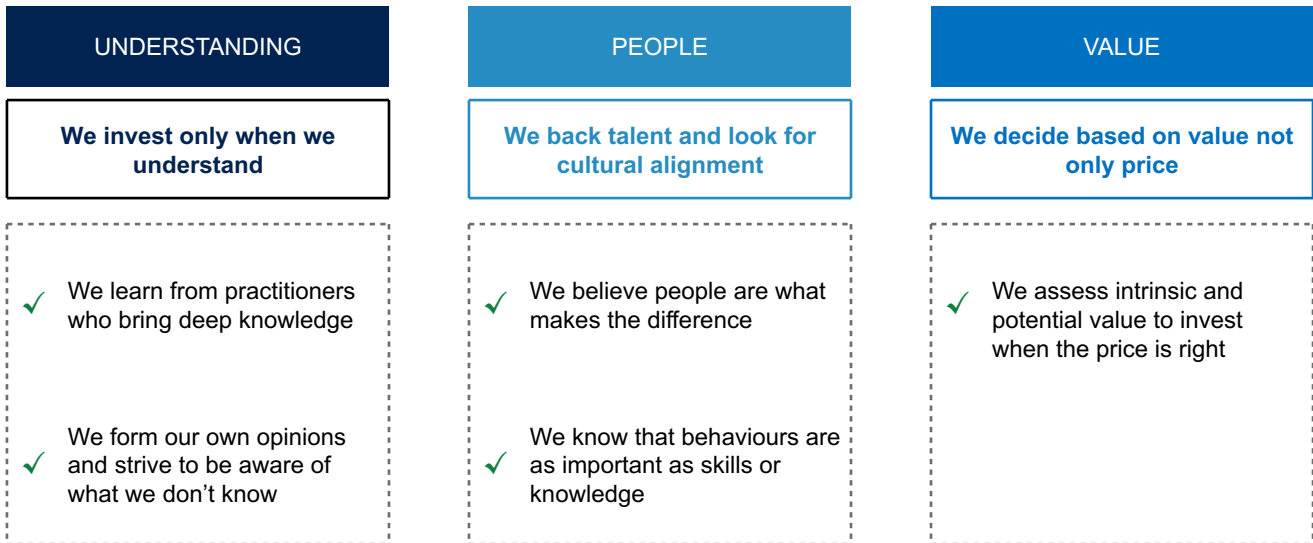 UNDERSTANDING
We invest only when we
understand
We learn from practitioners
who bring deep knowledge
We form our own opinions
and strive to be aware of
what we don’t know
PEOPLE
We back talent and look for
cultural alignment
We believe people are what
makes the difference
We know that behaviours are
as important as skills or
knowledge
VALUE
We decide based on value not
only price
We assess intrinsic and
potential value to invest
when the price is right